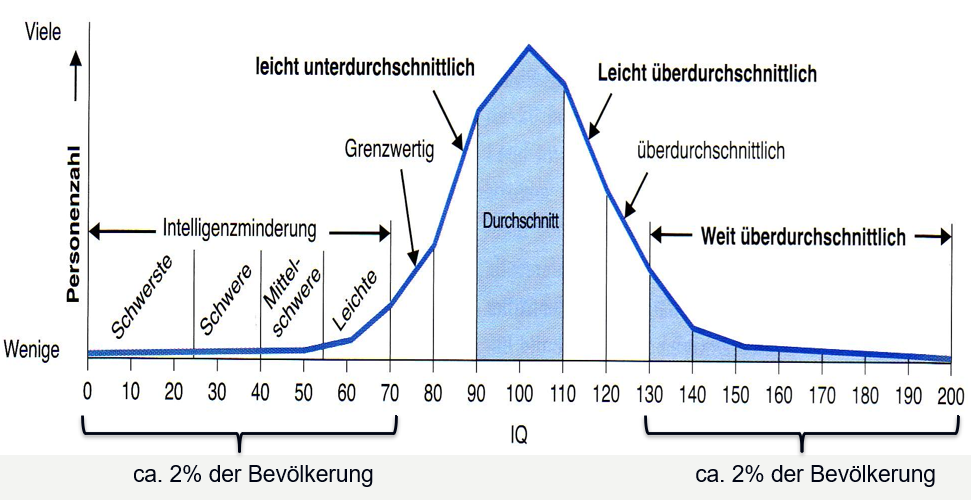 Viele
leicht unterdurchschnittlich
Leicht überdurchschnittlich
Grenzwertig
überdurchschnittlich
Personenzahl
Intelligenzminderung
Durchschnitt
Weit überdurchschnittlich
Schwerste
Schwere
Mittel-
schwere
Leichte
Wenige
0 10 20 30 40 50 60 70 80 90 100 110 120 130 140 150 160 170 180 190 200
IQ
ca. 2% der Bevölkerung
ca. 2% der Bevölkerung